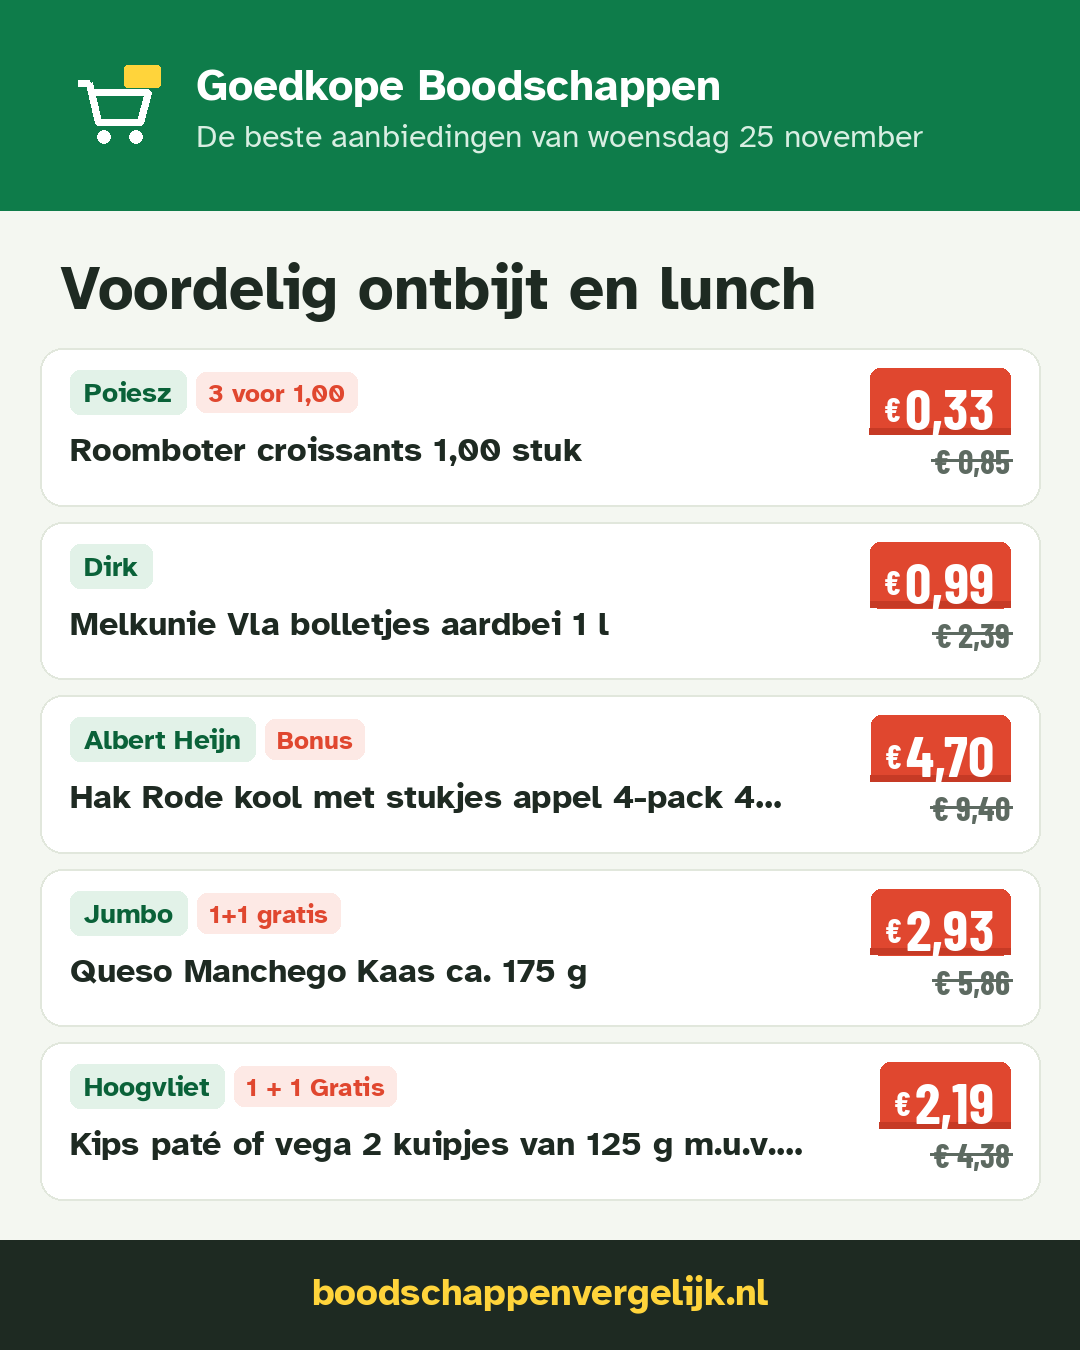 Goedkope Boodschappen
De beste aanbiedingen van woensdag 25 november
Voordelig ontbijt en lunch
Poiesz 3 voor 1,00
€ 0,33
Roomboter croissants 1,00 stuk
€ 0,85
Dirk
€ 0,99
Melkunie Vla bolletjes aardbei 1 l
€ 2,39
Albert Heijn Bonus
€ 4,70
Hak Rode kool met stukjes appel 4-pack 4...
€ 9,40
Jumbo 1+1 gratis
€ 2,93
Queso Manchego Kaas ca. 175 g
€ 5,86
Hoogvliet 1 + 1 Gratis
€ 2,19
Kips paté of vega 2 kuipjes van 125 g m.u.v....
€ 4,38
boodschappenvergelijk.nl